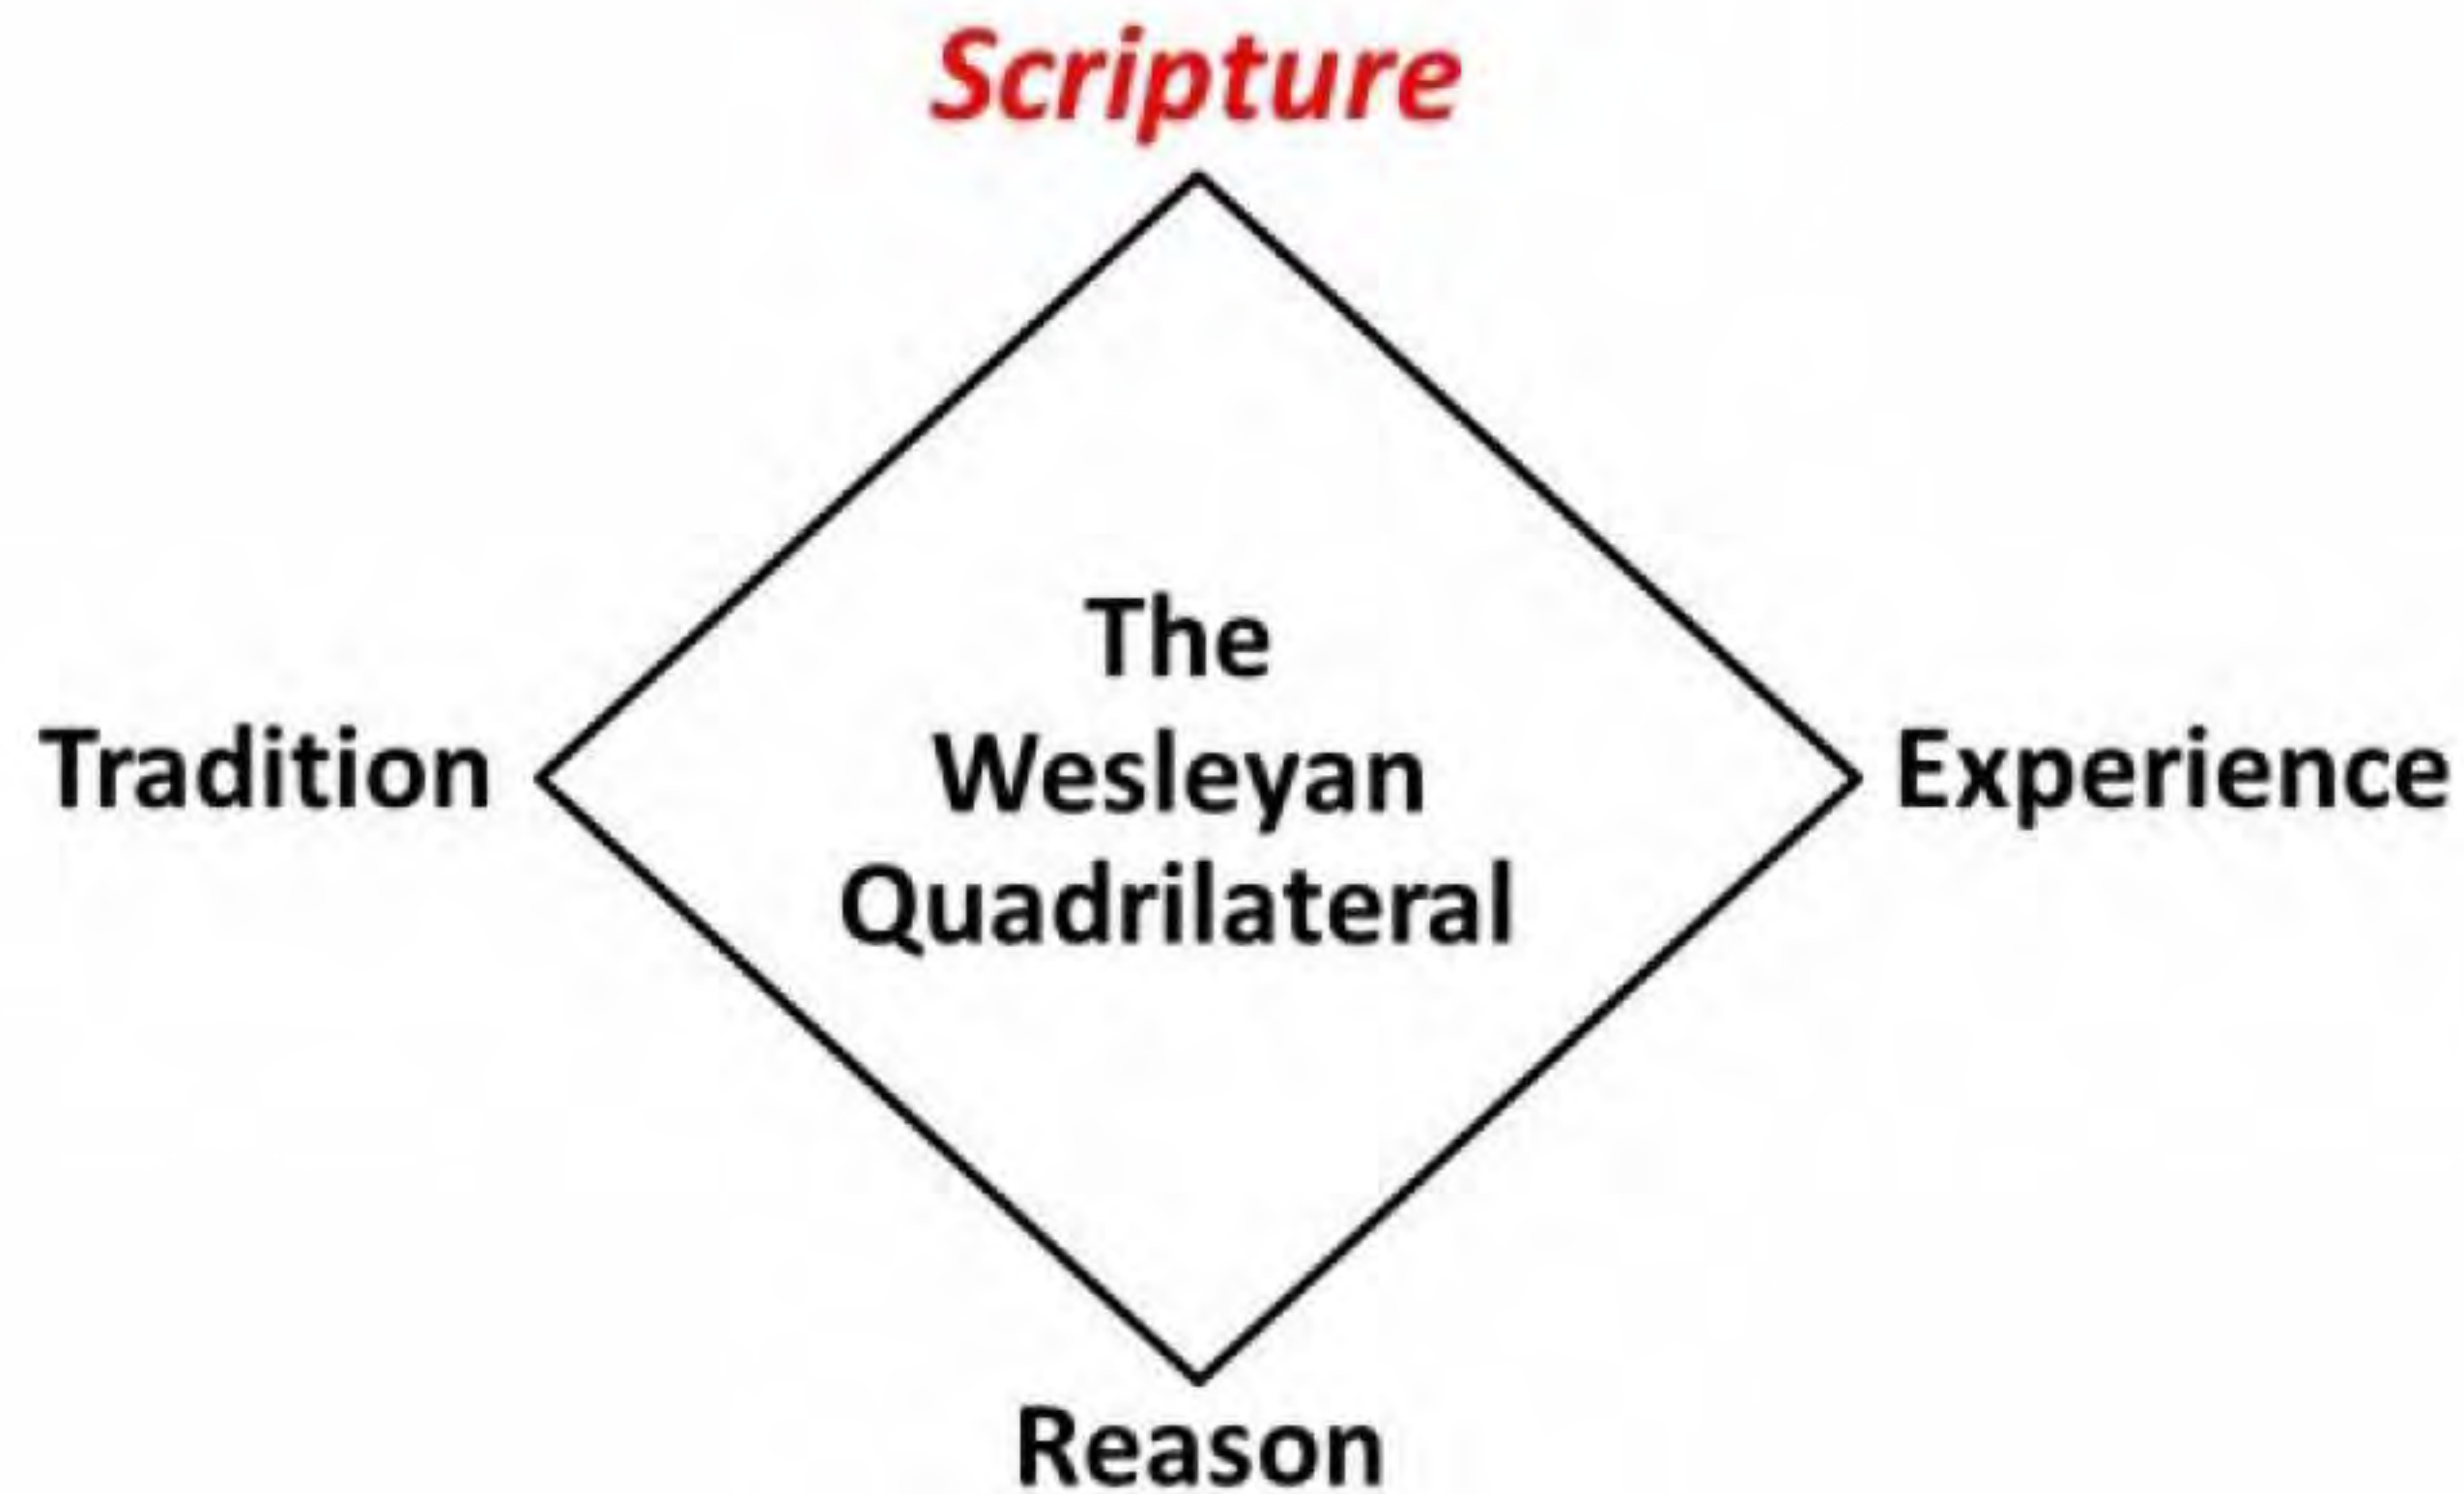 Scripture
The
Wesleyan
Tradition
Experience
Quadrilateral
Reason